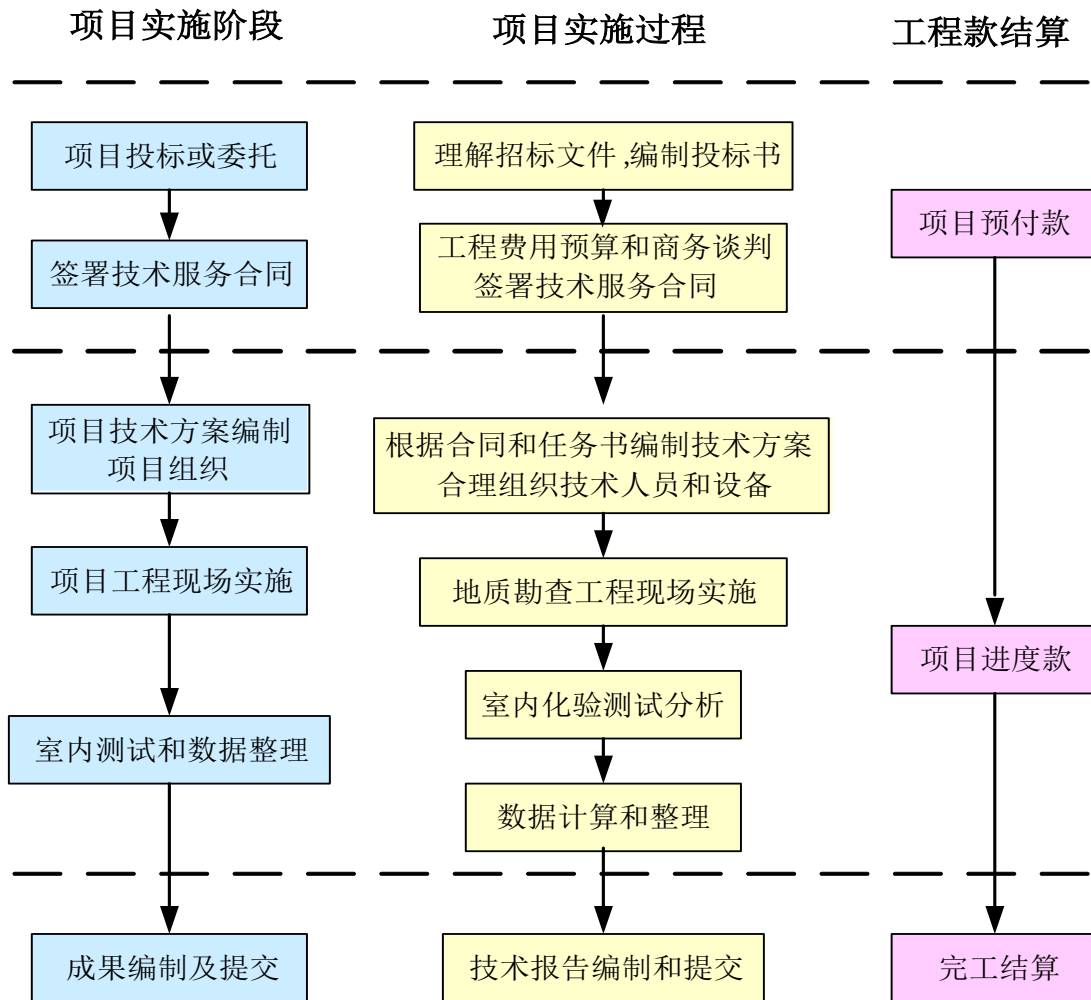 项目实施阶段
项目实施过程
工程款结算
项目投标或委托
理解招标文件,编制投标书
项目预付款
签署技术服务合同
工程费用预算和商务谈判
签署技术服务合同
项目技术方案编制
项目组织
根据合同和任务书编制技术方案
合理组织技术人员和设备
项目工程现场实施
地质勘查工程现场实施
项目进度款
室内化验测试分析
室内测试和数据整理
数据计算和整理
成果编制及提交
技术报告编制和提交
完工结算